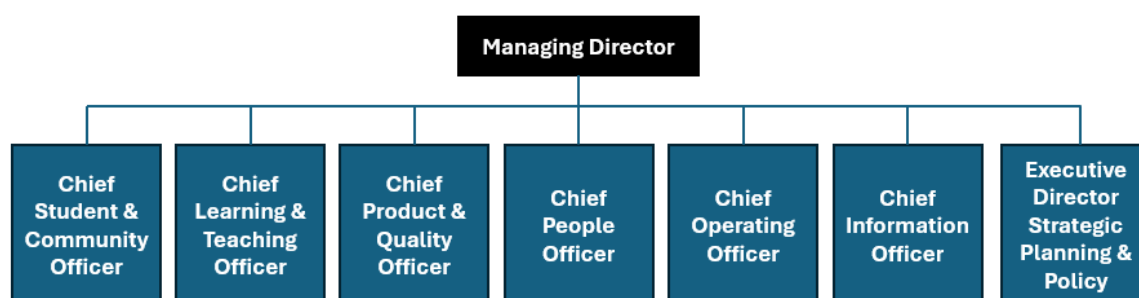 Managing Director
Chief
Student &
Community
Officer
Chief
Learning &
Teaching
Officer
Chief
Product &
Quality
Officer
Chief
People
Officer
Chief
Operating
Officer
Chief
Information
Officer
Executive
Director
Strategic
Planning &
Policy